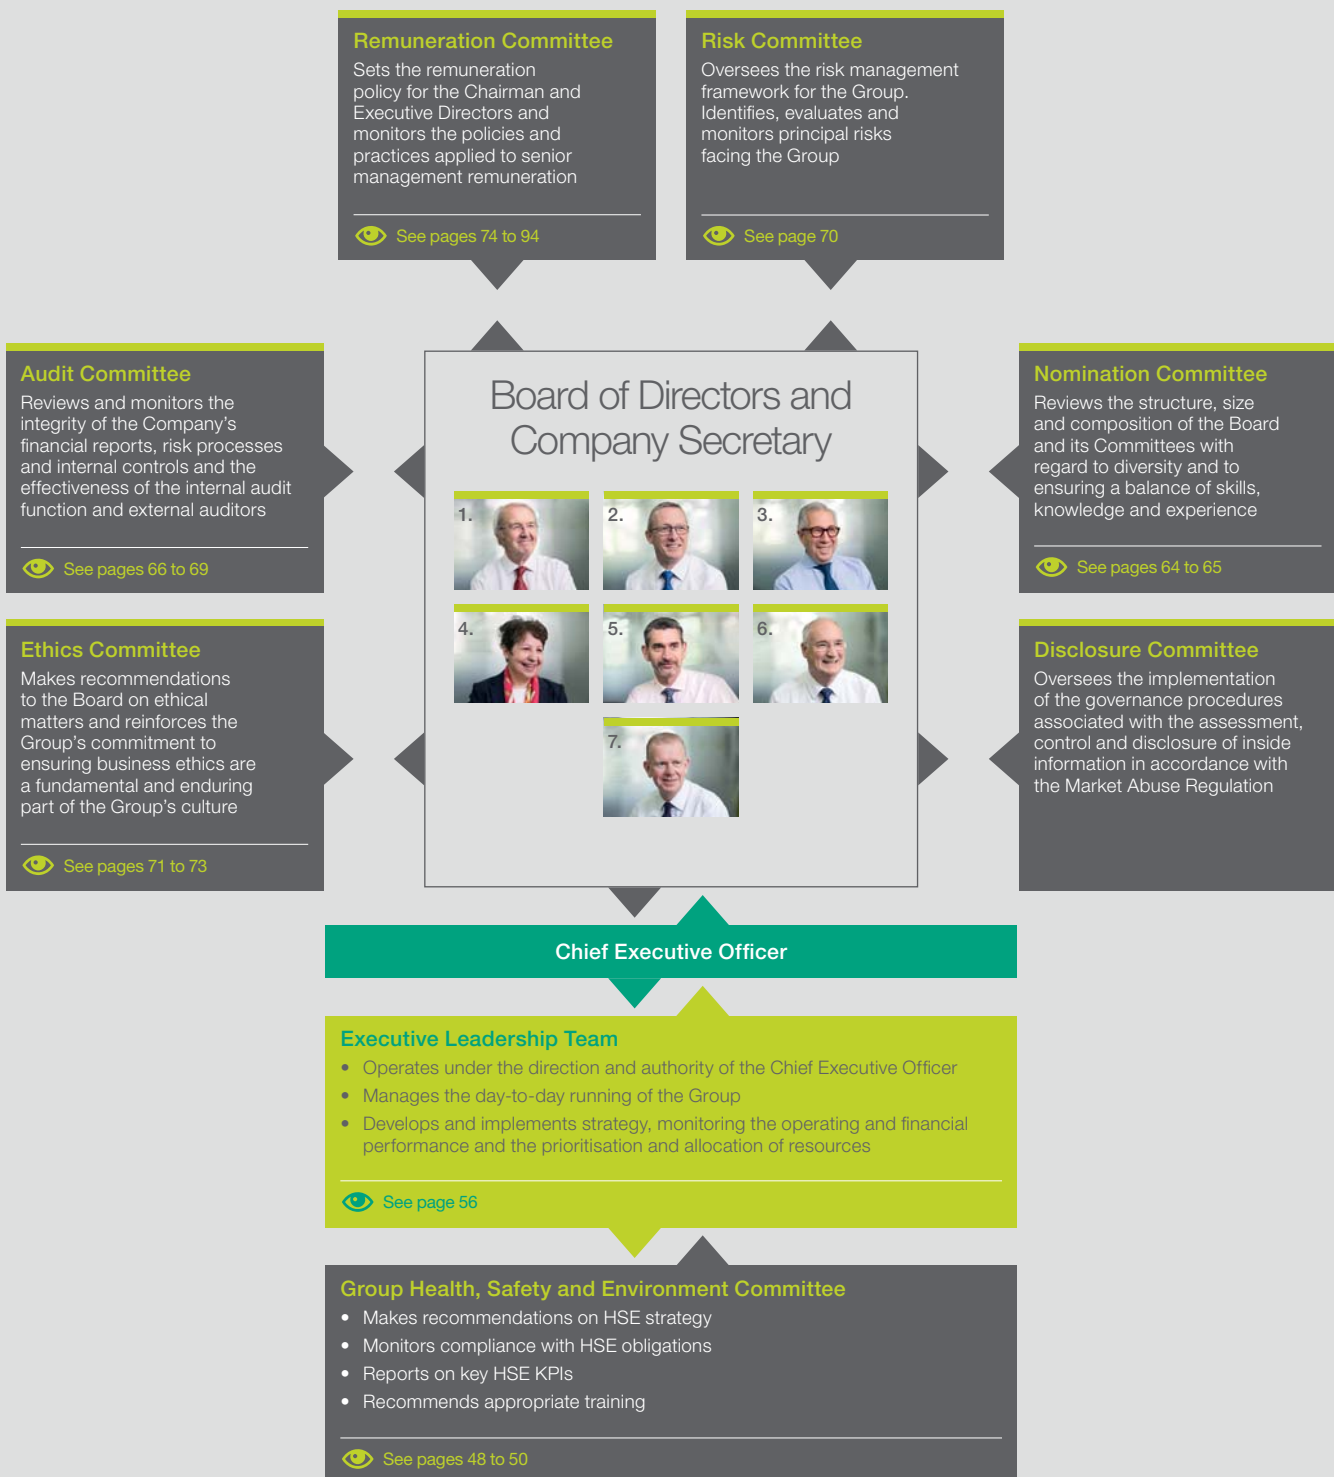 Remuneration Committee
Sets the remuneration
policy for the Chairman and
Executive Directors and
monitors the policies and
practices applied to senior
management remuneration
See pages 74 to 94
Risk Committee
Oversees the risk management
framework for the Group.
Identifies, evaluates and
monitors principal risks
facing the Group
See page 70
Audit Committee
Reviews and monitors the
integrity of the Company's
financial reports, risk processes
and internal controls and the
effectiveness of the internal audit
function and external auditors
See pages 66 to 69
Ethics Committee
Makes recommendations
to the Board on ethical
matters and reinforces the
Group's commitment to
ensuring business ethics are
a fundamental and enduring
part of the Group's culture
See pages 71 to 73
Board of Directors and
Company Secretary
1.
2.
3.
4.
5.
6.
7.
Nomination Committee
Reviews the structure, size
and composition of the Board
and its Committees with
regard to diversity and to
ensuring a balance of skills,
knowledge and experience
See pages 64 to 65
Disclosure Committee
Oversees the implementation
of the governance procedures
associated with the assessment,
control and disclosure of inside
information in accordance with
the Market Abuse Regulation
Chief Executive Officer
Executive Leadership Team
• Operates under the direction and authority of the Chief Executive Officer
• Manages the day-to-day running of the Group
• Develops and implements strategy, monitoring the operating and financial
performance and the prioritisation and allocation of resources
See page 56
Group Health, Safety and Environment Committee
• Makes recommendations on HSE strategy
• Monitors compliance with HSE obligations
• Reports on key HSE KPIs
• Recommends appropriate training
See pages 48 to 50